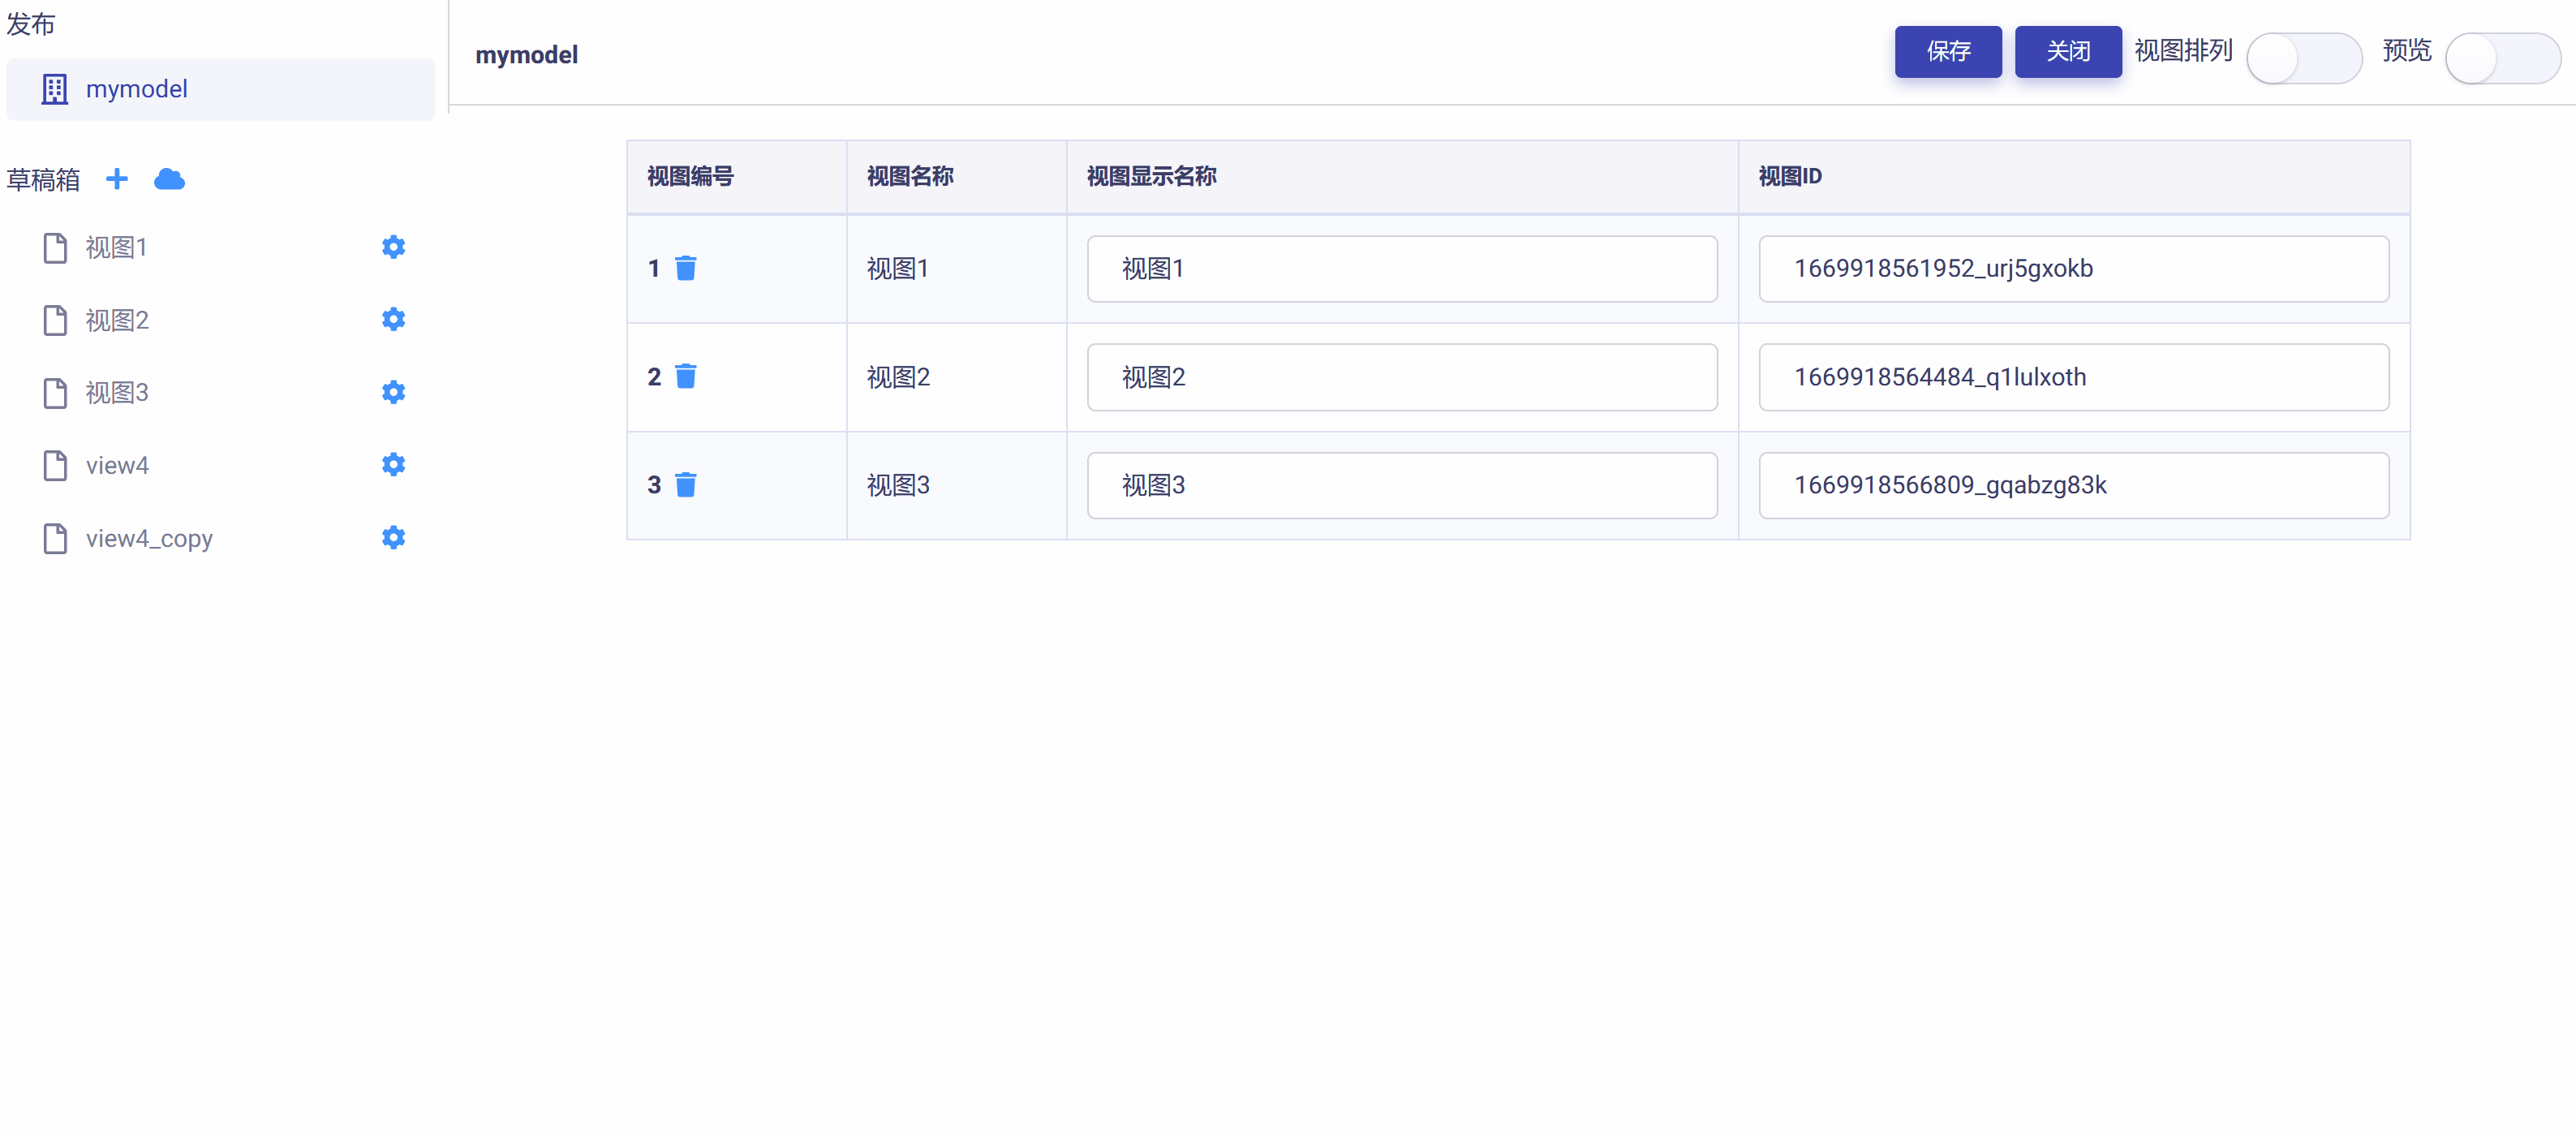 发布
mymodel
草稿箱
视图1
视图2
视图3
view4
view4_copy
mymodel
保存 关闭 视图排列 预览
视图编号 视图名称 视图显示名称 视图ID
1 视图1 视图1 1669918561952_urj5gxokb
2 视图2 视图2 1669918564484_q1lulxoth
3 视图3 视图3 1669918566809_gqabzg83k